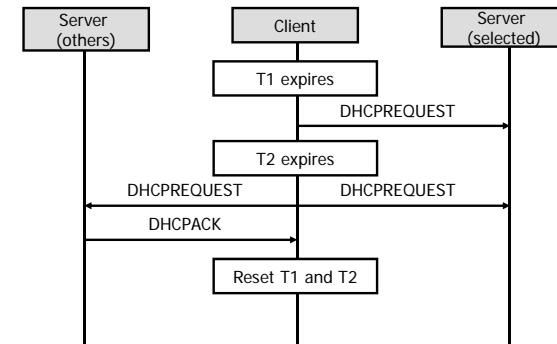 Server
(others)
Client
Server
(selected)
T1 expires
DHCPREQUEST
T2 expires
DHCPREQUEST
DHCPREQUEST
DHCPACK
Reset T1 and T2